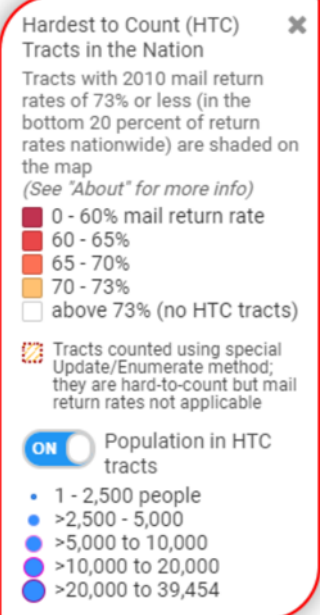 Hardest to Count (HTC)
Tracts in the Nation
Tracts with 2010 mail return
rates of 73% or less (in the
bottom 20 percent of return
rates nationwide) are shaded on
the map
(See "About" for more info)
0 - 60% mail return rate
60 - 65%
65 - 70%
70 - 73%
above 73% (no HTC tracts)
Tracts counted using special
Update/Enumerate method;
they are hard-to-count but mail
return rates not applicable
ON
Population in HTC
tracts
1 - 2,500 people
>2,500 - 5,000
>5,000 to 10,000
>10,000 to 20,000
>20,000 to 39,454